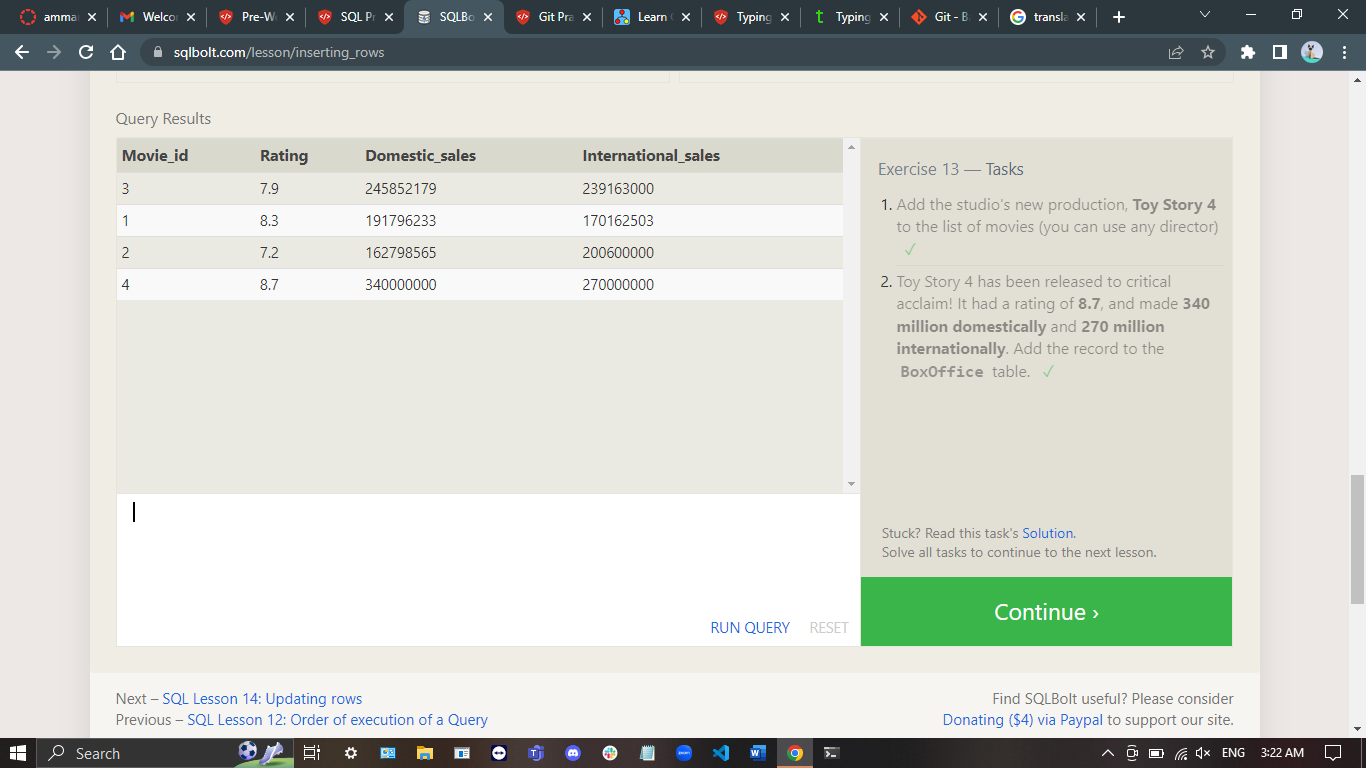 amma
Welcor
Pre-W
SQL Pr
SQLBo
Git Pra
Learn
Typing
Typing
Git - B
transla
sqlbolt.com/lesson/inserting_rows
Query Results
Movie_id Rating Domestic_sales International_sales
3 7.9 245852179 239163000
1 8.3 191796233 170162503
2 7.2 162798565 200600000
4 8.7 340000000 270000000
RUN QUERY RESET
Exercise 13 — Tasks
1. Add the studio's new production, Toy Story 4
to the list of movies (you can use any director)
✓
2. Toy Story 4 has been released to critical
acclaim! It had a rating of 8.7, and made 340
million domestically and 270 million
internationally. Add the record to the
BoxOffice table. ✓
Stuck? Read this task's Solution.
Solve all tasks to continue to the next lesson.
Continue ›
Next – SQL Lesson 14: Updating rows
Previous – SQL Lesson 12: Order of execution of a Query
Find SQLBolt useful? Please consider
Donating ($4) via Paypal to support our site.
Search
ENG 3:22 AM